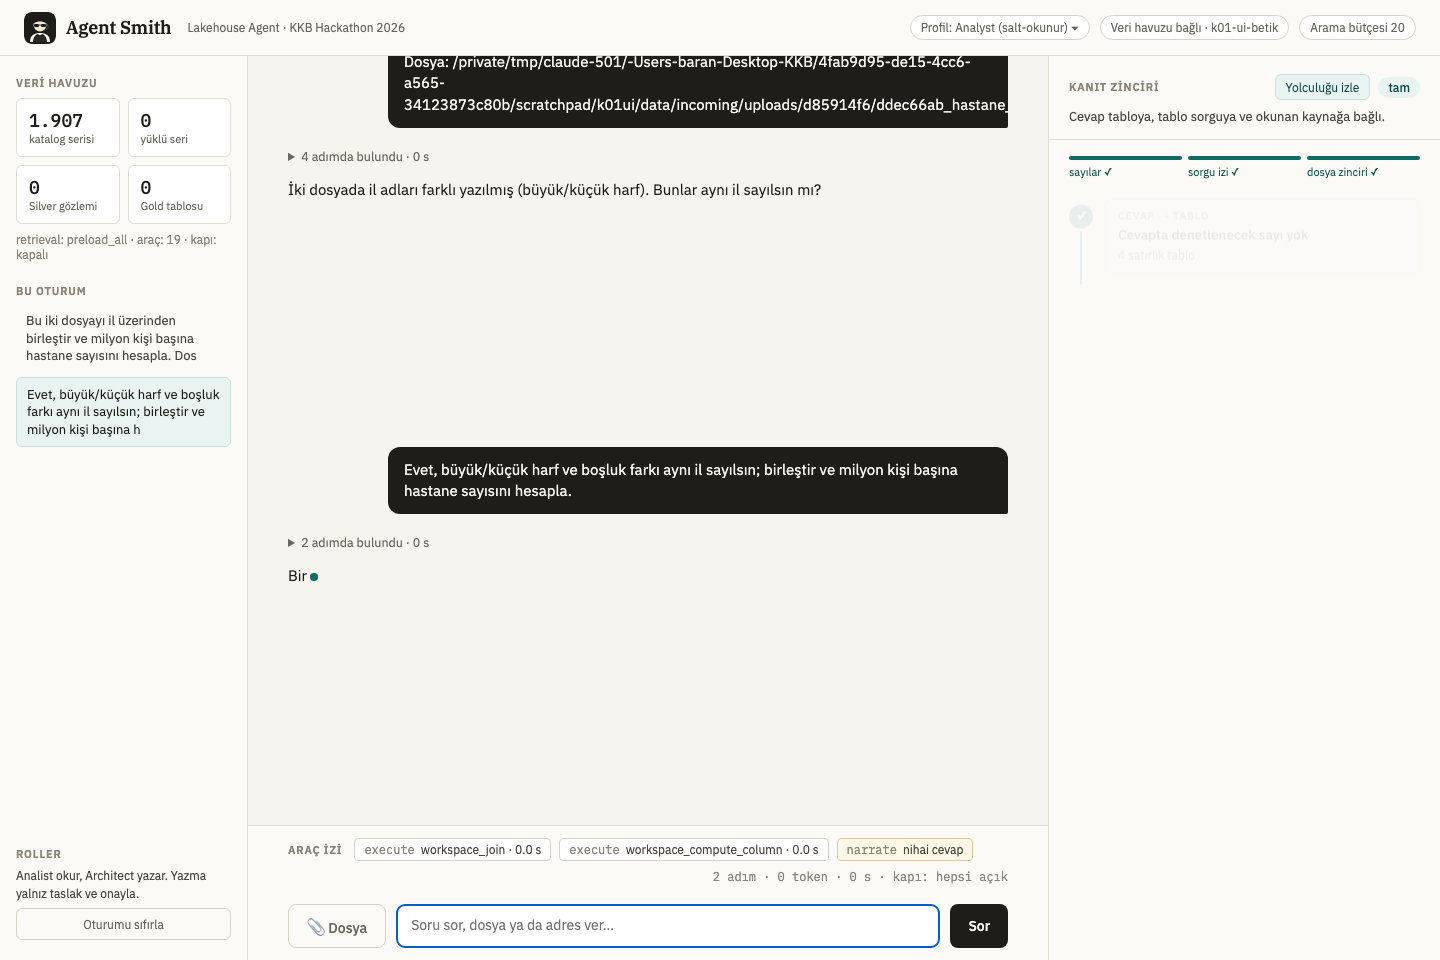 Agent Smith
Lakehouse Agent · KKB Hackathon 2026
Profil: Analyst (salt-okunur)
Veri havuzu bağlı · k01-ui-betik
Arama bütçesi 20
VERİ HAVUZU
1.907
katalog serisi
0
yüklü seri
0
Silver gözlemi
0
Gold tablosu
retrieval: preload_all · araç: 19 · kapı:
kapalı
BU OTURUM
Bu iki dosyayı il üzerinden
birleştir ve milyon kişi başına
hastane sayısını hesapla. Dos
Evet, büyük/küçük harf ve boşluk
farkı aynı il sayılsın; birleştir ve
milyon kişi başına h
ROLLER
Analist okur, Architect yazar. Yazma
yalnız taslak ve onayla.
Oturumu sıfırla
Dosya: /private/tmp/claude-501/-Users-baran-Desktop-KKB/4fab9d95-de15-4cc6-
a565-
34123873c80b/scratchpad/k01ui/data/incoming/uploads/d85914f6/ddec66ab_hastane_
4 adımda bulundu · 0 s
İki dosyada il adları farklı yazılmış (büyük/küçük harf). Bunlar aynı il sayılsın mı?
Evet, büyük/küçük harf ve boşluk farkı aynı il sayılsın; birleştir ve milyon kişi başına
hastane sayısını hesapla.
2 adımda bulundu · 0 s
Bir
ARAÇ İZİ
execute workspace_join · 0.0 s
execute workspace_compute_column · 0.0 s
narrate nihai cevap
2 adım · 0 token · 0 s · kapı: hepsi açık
Dosya
Soru sor, dosya ya da adres ver...
Sor
KANIT ZİNCİRİ
Yolculuğu izle
tam
Cevap tabloya, tablo sorguya ve okunan kaynağa bağlı.
sayılar ✓
sorgu izi ✓
dosya zinciri ✓
CEVAP → TABLO
Cevapta denetlenecek sayı yok
4 satırlık tablo